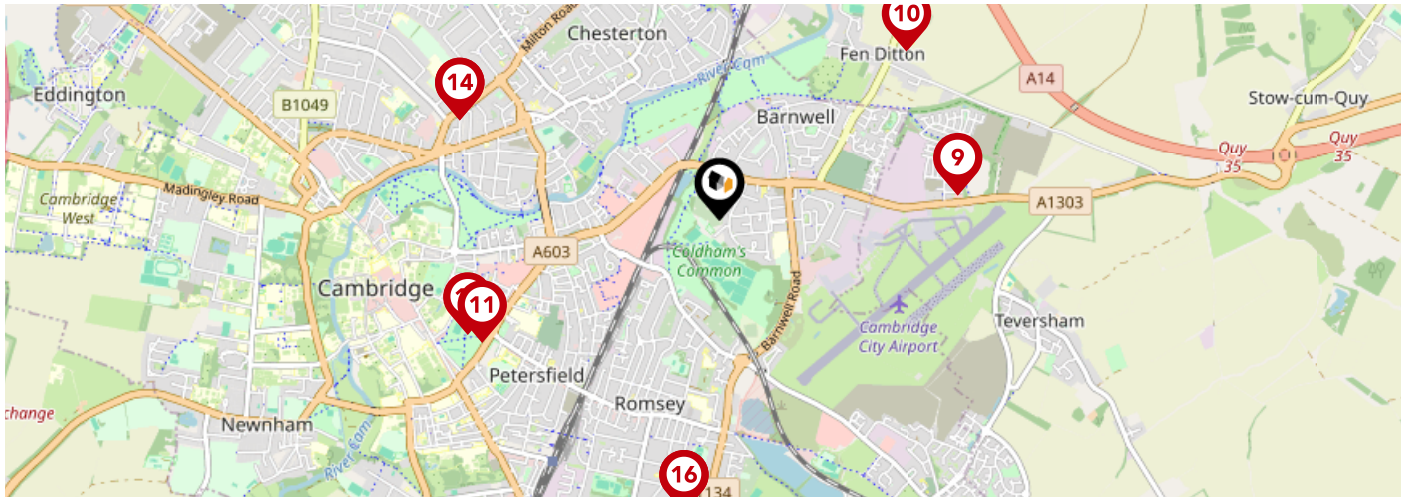 10
Chesterton
Milton Road
Fen Ditton
14
A14
Eddington
River Cam
B1049
Stow-cum-Quy
Barnwell
9
Quy
35
Quy
35
Madingley Road
Cambridge
West
A1303
A603
Coldham's
Common
Cambridge
11
Barnwell Road
Cambridge
City Airport
Teversham
Petersfield
Romsey
change
Newnham
River Cam
16
134